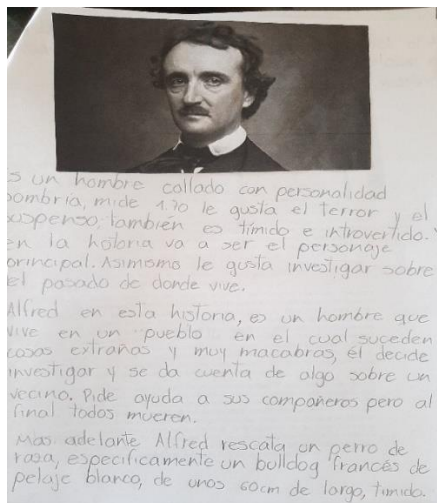 s un hombre callado con personalidad
sombría, mide 1.70 le gusta el terror y el
suspenso, también es tímido e introvertido. Y
en la historia va a ser el personaje
principal. Asimismo le gusta investigar sobre
el pasado de donde vive.
Alfred en esta historia, es un hombre que
vive en un pueblo en el cual suceden
cosas extrañas y muy macabras, él decide
investigar y se da cuenta de algo sobre un
vecino. Pide ayuda a sus compañeros pero al
final todos mueren.
Mas adelante Alfred rescata un perro de
raza, especificamente un bulldog francés de
pelaje blanco, de unos 60cm de largo, timido.